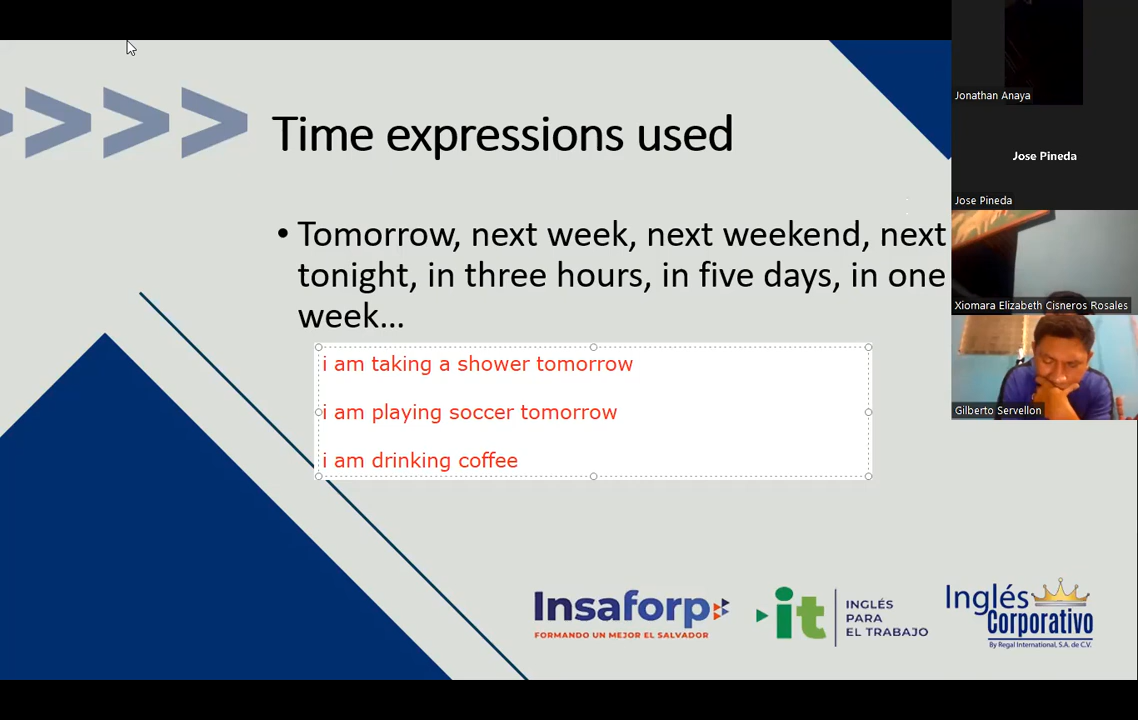 Time expressions used
• Tomorrow, next week, next weekend, next
tonight, in three hours, in five days, in one
week...
i am taking a shower tomorrow
i am playing soccer tomorrow
i am drinking coffee
Insaforp
FORMANDO UN MEJOR EL SALVADOR
it
INGLÉS
PARA
EL TRABAJO
Inglés
Corporativo
By Regal International, S.A. de C.V.
Jonathan Anaya
Jose Pineda
Jose Pineda
Xiomara Elizabeth Cisneros Rosales
Gilberto Servellon